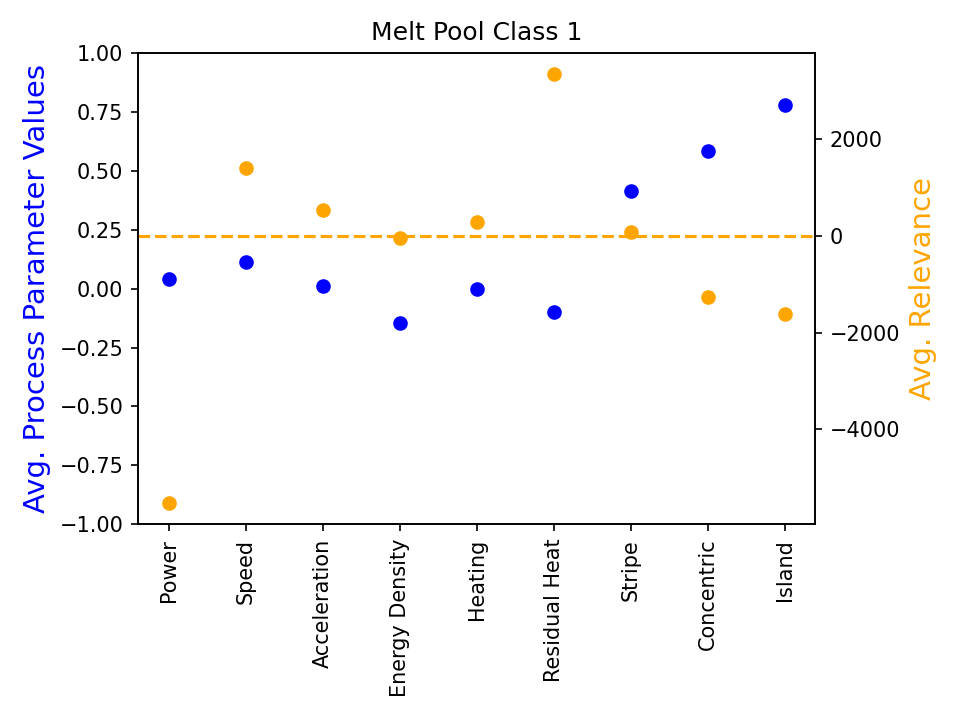 Melt Pool Class 1
Avg. Process Parameter Values
1.00
0.75
0.50
0.25
0.00
−0.25
−0.50
−0.75
−1.00
2000
0
−2000
−4000
Avg. Relevance
Power
Speed
Acceleration
Energy Density
Heating
Residual Heat
Stripe
Concentric
Island